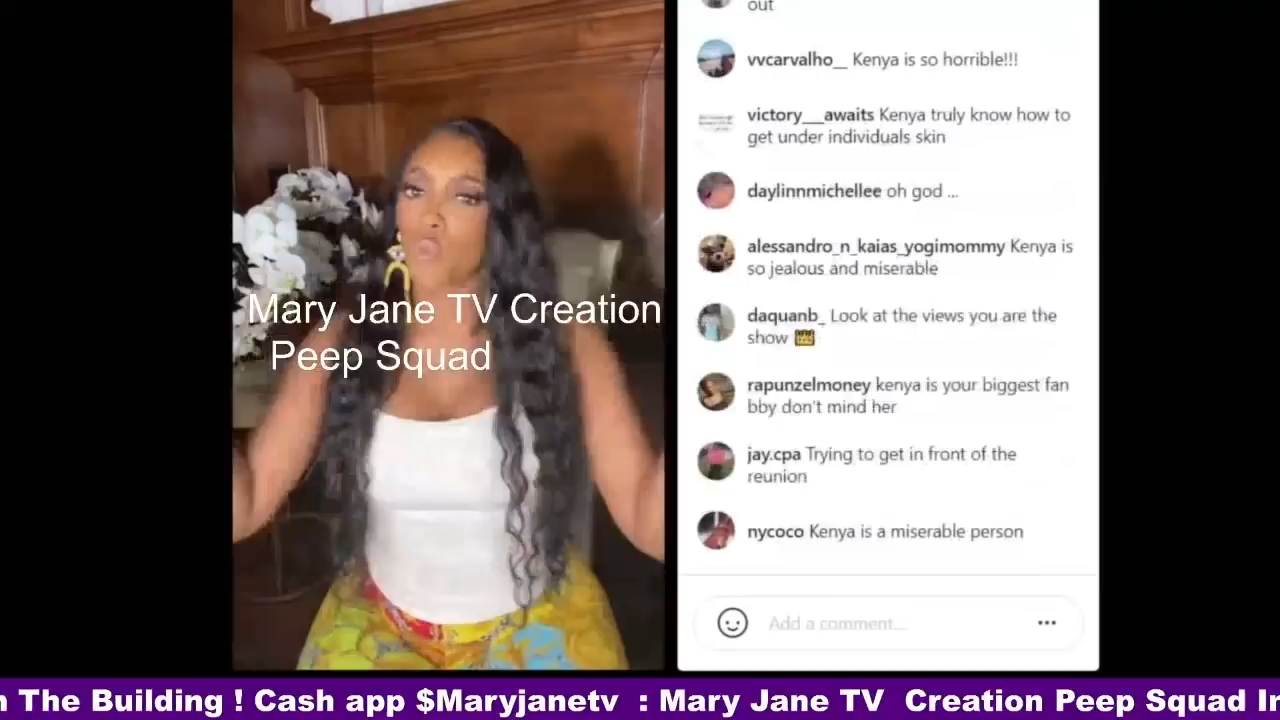 out
vvcarvalho__ Kenya is so horrible!!!
victory___awaits Kenya truly know how to
get under individuals skin
daylinnmichellee oh god ...
alessandro_n_kaias_yogimommy Kenya is
so jealous and miserable
daquanb_ Look at the views you are the
show
rapunzelmoney kenya is your biggest fan
bby don't mind her
jay.cpa Trying to get in front of the
reunion
nycoco Kenya is a miserable person
Add a comment...
Mary Jane TV Creation
Peep Squad
n The Building ! Cash app $Maryjanetv : Mary Jane TV Creation Peep Squad In